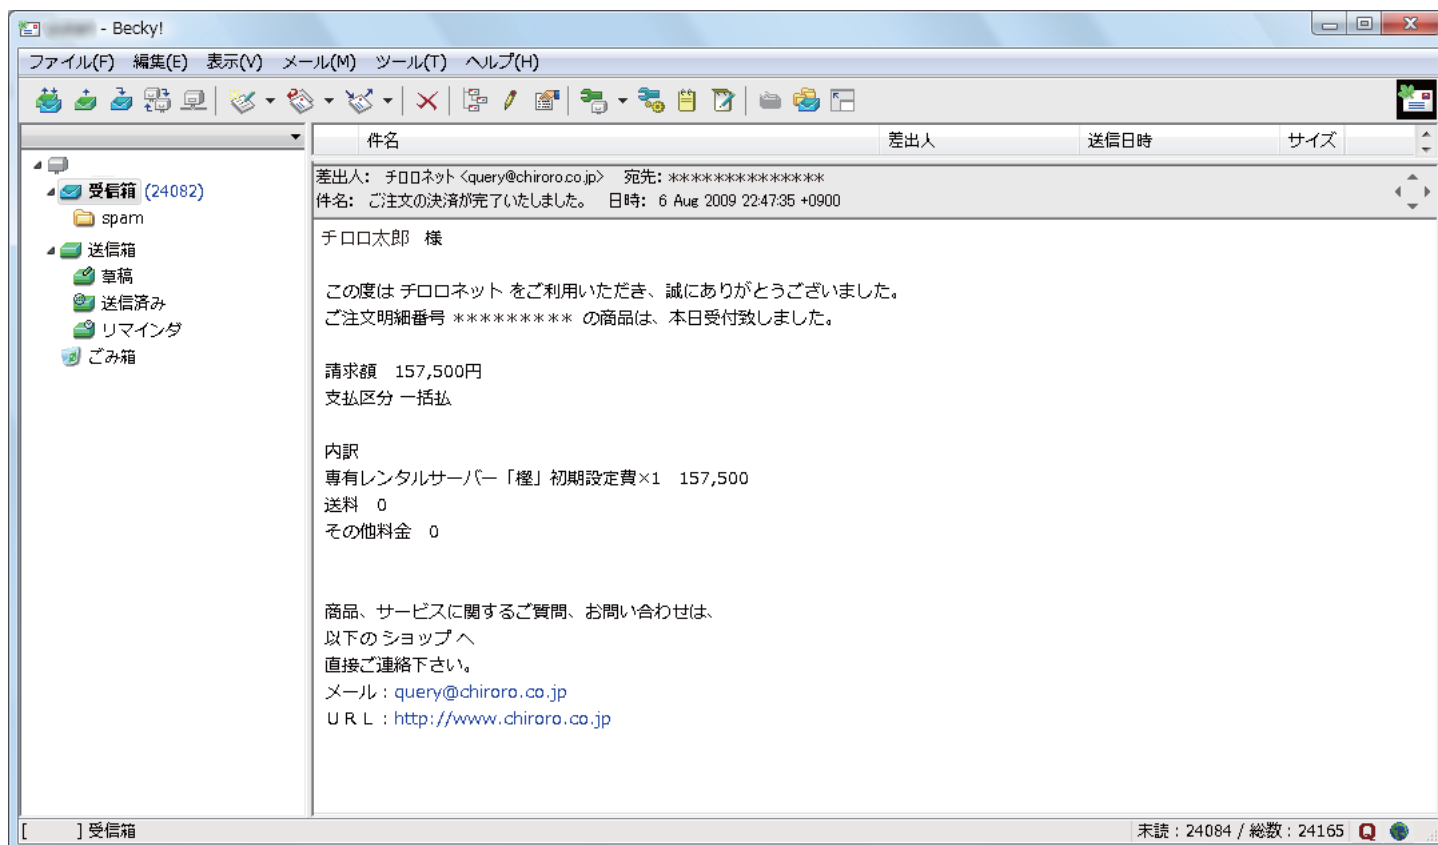 - Becky!
ファイル(F) 編集(E) 表示(V) メール(M) ツール(T) ヘルプ(H)
件名 差出人 送信日時 サイズ
受信箱 (24082)
spam
送信箱
草稿
送信済み
リマインダ
ごみ箱
差出人: チロロネット <query@chiroro.co.jp> 宛先: **************
件名: ご注文の決済が完了いたしました。 日時: 6 Aug 2009 22:47:35 +0900
チロロ太郎 様
この度は チロロネット をご利用いただき、誠にありがとうございました。
ご注文明細番号 ********* の商品は、本日受付致しました。
請求額 157,500円
支払区分 一括払
内訳
専有レンタルサーバー「樫」初期設定費×1 157,500
送料 0
その他料金 0
商品、サービスに関するご質問、お問い合わせは、
以下の ショップ へ
直接ご連絡下さい。
メール：query@chiroro.co.jp
ＵＲＬ：http://www.chiroro.co.jp
[ ] 受信箱
未読：24084 / 総数：24165